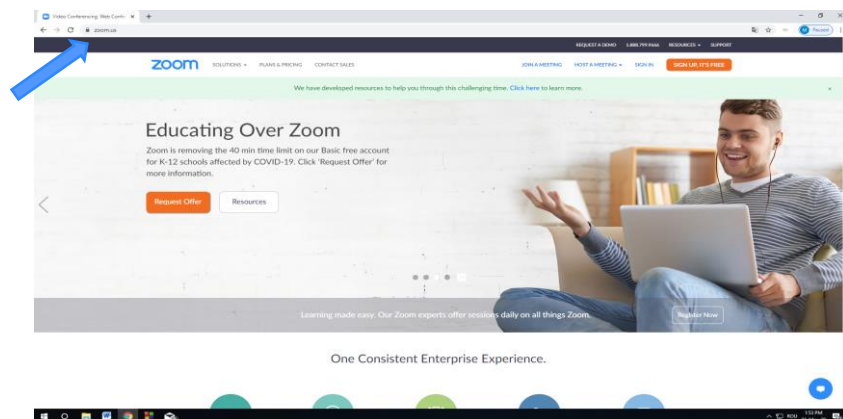 Video Conferencing, Web Confe
zoom.us
Paused
REQUEST A DEMO 1.888.799.9666 RESOURCES SUPPORT
zoom SOLUTIONS PLANS & PRICING CONTACT SALES JOIN A MEETING HOST A MEETING SIGN IN SIGN UP, IT'S FREE
We have developed resources to help you through this challenging time. Click here to learn more.
Educating Over Zoom
Zoom is removing the 40 min time limit on our Basic free account
for K-12 schools affected by COVID-19. Click 'Request Offer' for
more information.
Request Offer Resources
Learning made easy. Our Zoom experts offer sessions daily on all things Zoom. Register Now
One Consistent Enterprise Experience.
ROU 1:52 PM